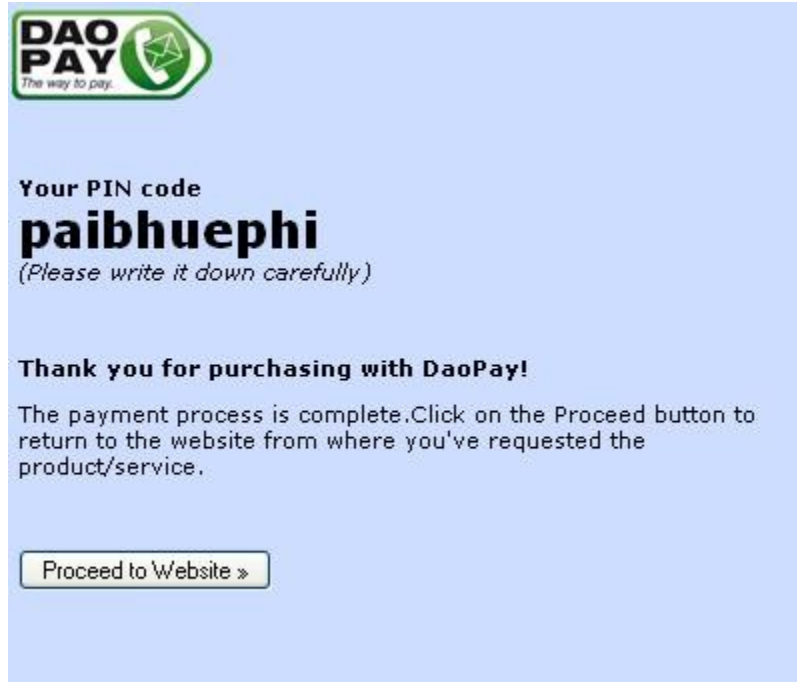 DAO
PAY
The way to pay.
Your PIN code
paibhuephi
(Please write it down carefully)
Thank you for purchasing with DaoPay!
The payment process is complete.Click on the Proceed button to
return to the website from where you've requested the
product/service.
Proceed to Website »